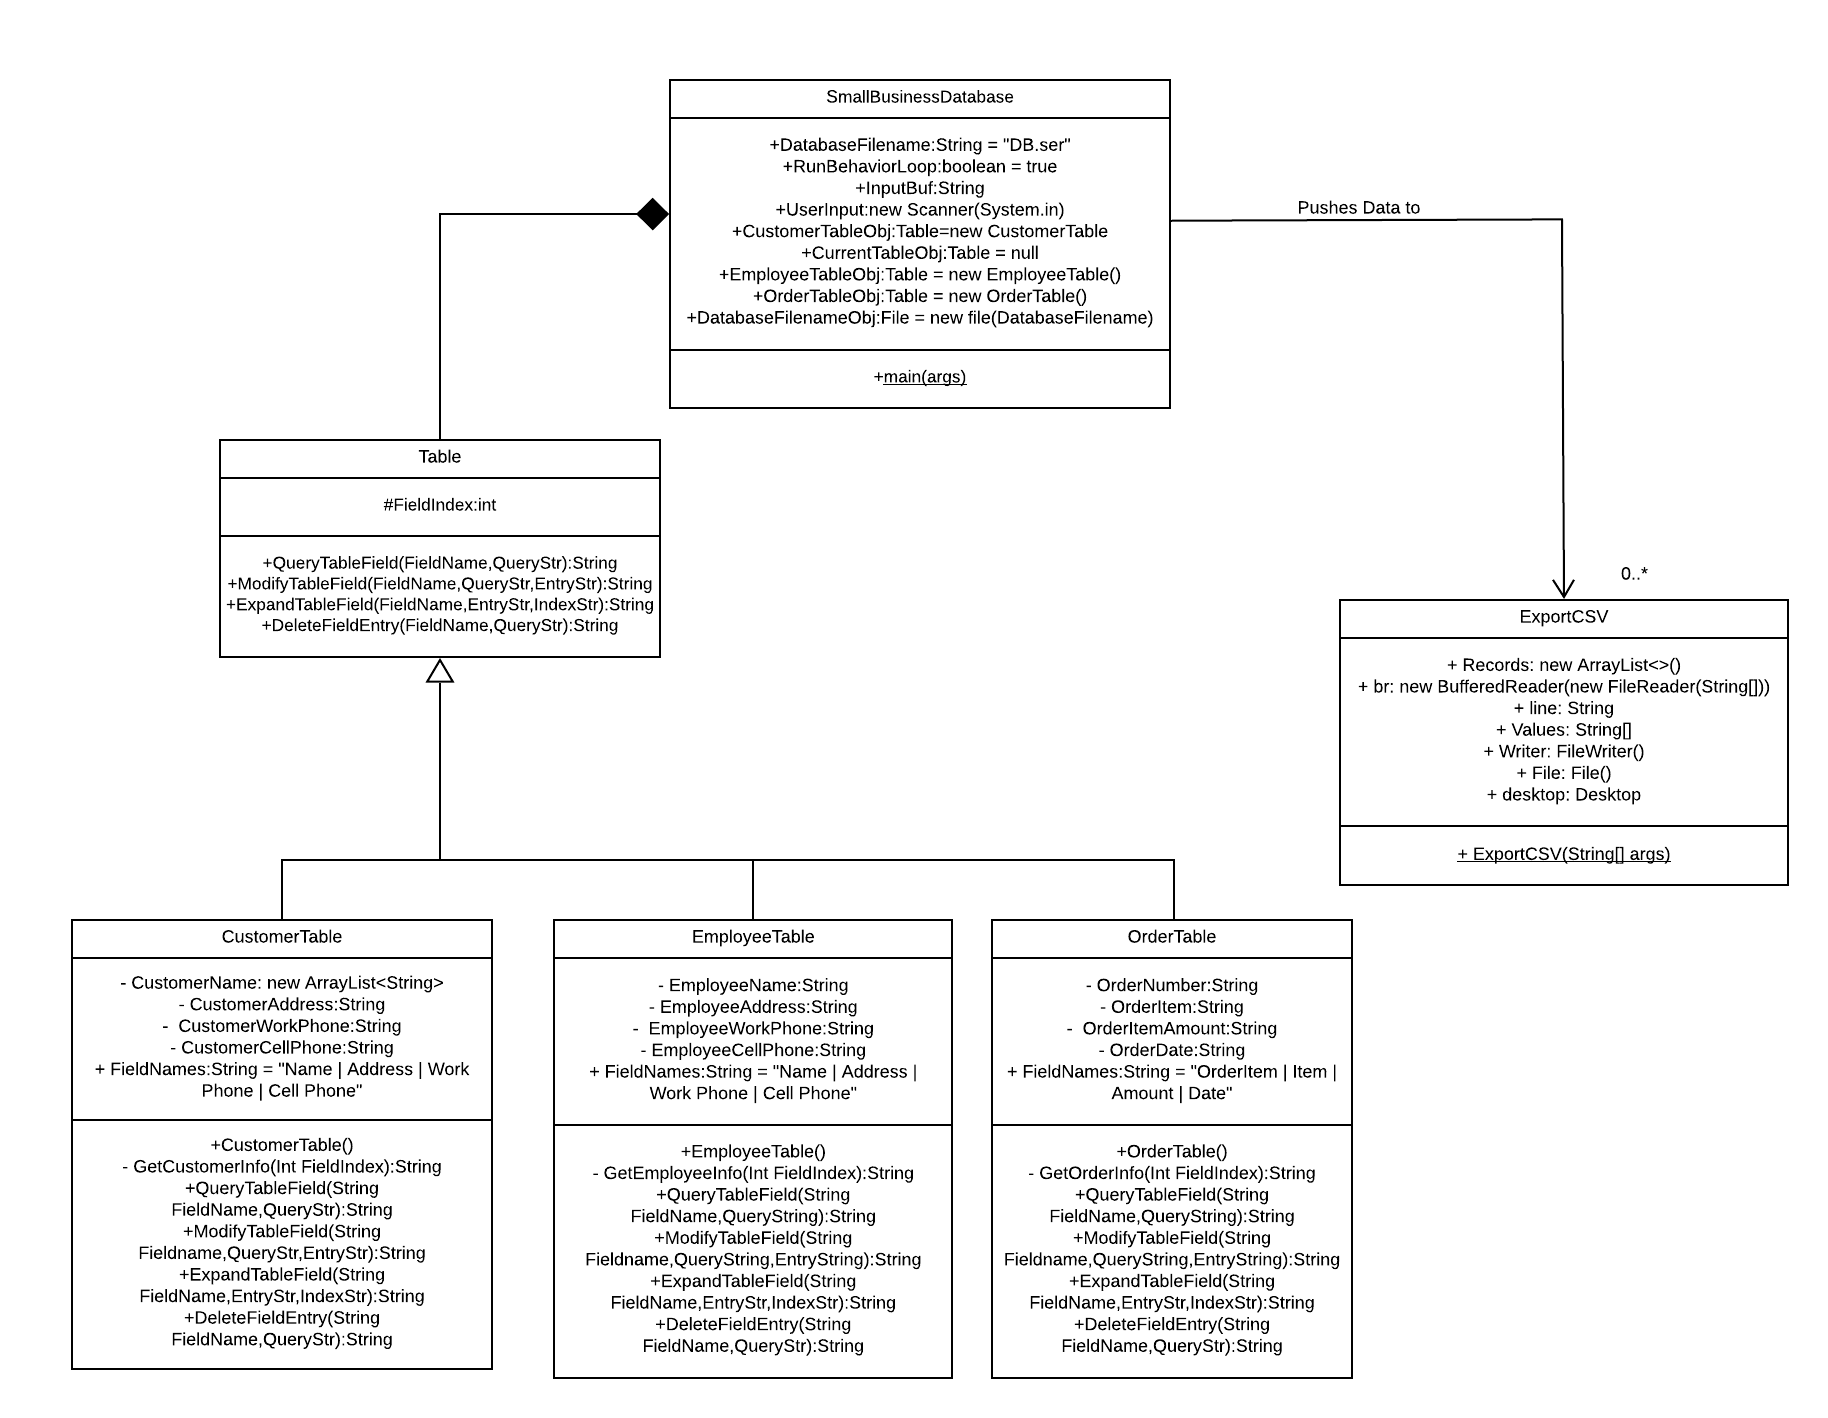 SmallBusinessDatabase
+DatabaseFilename:String = "DB.ser"
+RunBehaviorLoop:boolean = true
+InputBuf:String
+UserInput:new Scanner(System.in)
+CustomerTableObj:Table=new CustomerTable
+CurrentTableObj:Table = null
+EmployeeTableObj:Table = new EmployeeTable()
+OrderTableObj:Table = new OrderTable()
+DatabaseFilenameObj:File = new file(DatabaseFilename)
+main(args)
Pushes Data to
0..*
Table
#FieldIndex:int
+QueryTableField(FieldName,QueryStr):String
+ModifyTableField(FieldName,QueryStr,EntryStr):String
+ExpandTableField(FieldName,EntryStr,IndexStr):String
+DeleteFieldEntry(FieldName,QueryStr):String
ExportCSV
+ Records: new ArrayList<>()
+ br: new BufferedReader(new FileReader(String[]))
+ line: String
+ Values: String[]
+ Writer: FileWriter()
+ File: File()
+ desktop: Desktop
+ ExportCSV(String[] args)
CustomerTable
- CustomerName: new ArrayList<String>
- CustomerAddress:String
-  CustomerWorkPhone:String
- CustomerCellPhone:String
+ FieldNames:String = "Name | Address | Work
Phone | Cell Phone"
+CustomerTable()
- GetCustomerInfo(Int FieldIndex):String
+QueryTableField(String
FieldName,QueryStr):String
+ModifyTableField(String
Fieldname,QueryStr,EntryStr):String
+ExpandTableField(String
FieldName,EntryStr,IndexStr):String
+DeleteFieldEntry(String
FieldName,QueryStr):String
EmployeeTable
- EmployeeName:String
- EmployeeAddress:String
-  EmployeeWorkPhone:String
- EmployeeCellPhone:String
+ FieldNames:String = "Name | Address |
Work Phone | Cell Phone"
+EmployeeTable()
- GetEmployeeInfo(Int FieldIndex):String
+QueryTableField(String
FieldName,QueryString):String
+ModifyTableField(String
Fieldname,QueryString,EntryString):String
+ExpandTableField(String
FieldName,EntryStr,IndexStr):String
+DeleteFieldEntry(String
FieldName,QueryStr):String
OrderTable
- OrderNumber:String
- OrderItem:String
-  OrderItemAmount:String
- OrderDate:String
+ FieldNames:String = "OrderItem | Item |
Amount | Date"
+OrderTable()
- GetOrderInfo(Int FieldIndex):String
+QueryTableField(String
FieldName,QueryString):String
+ModifyTableField(String
Fieldname,QueryString,EntryString):String
+ExpandTableField(String
FieldName,EntryStr,IndexStr):String
+DeleteFieldEntry(String
FieldName,QueryStr):String